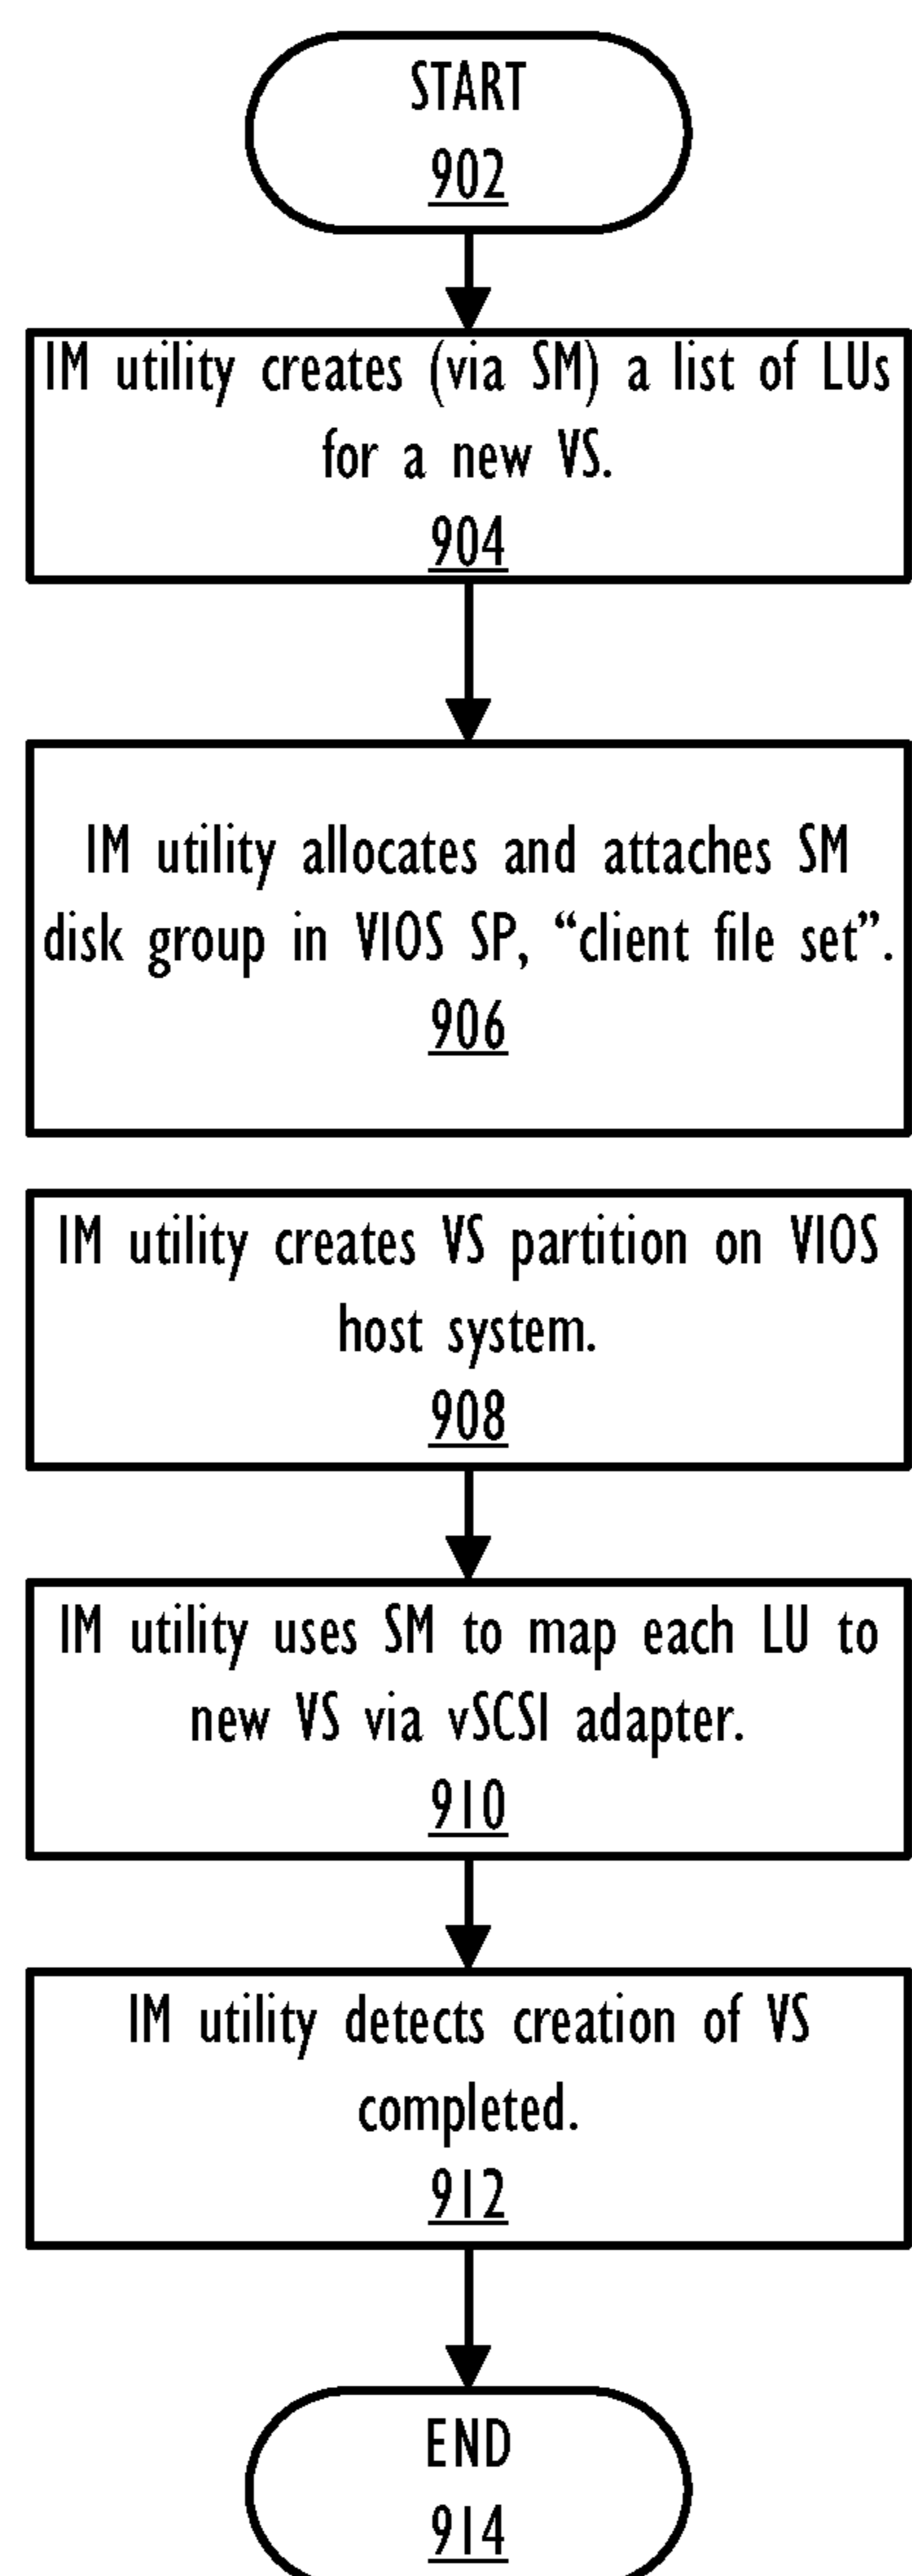 START
902
IM utility creates (via SM) a list of LUs
for a new VS.
904
IM utility allocates and attaches SM
disk group in VIOS SP, “client file set”.
906
IM utility creates VS partition on VIOS
host system.
908
IM utility uses SM to map each LU to
new VS via vSCSI adapter.
910
IM utility detects creation of VS
completed.
912
END
914